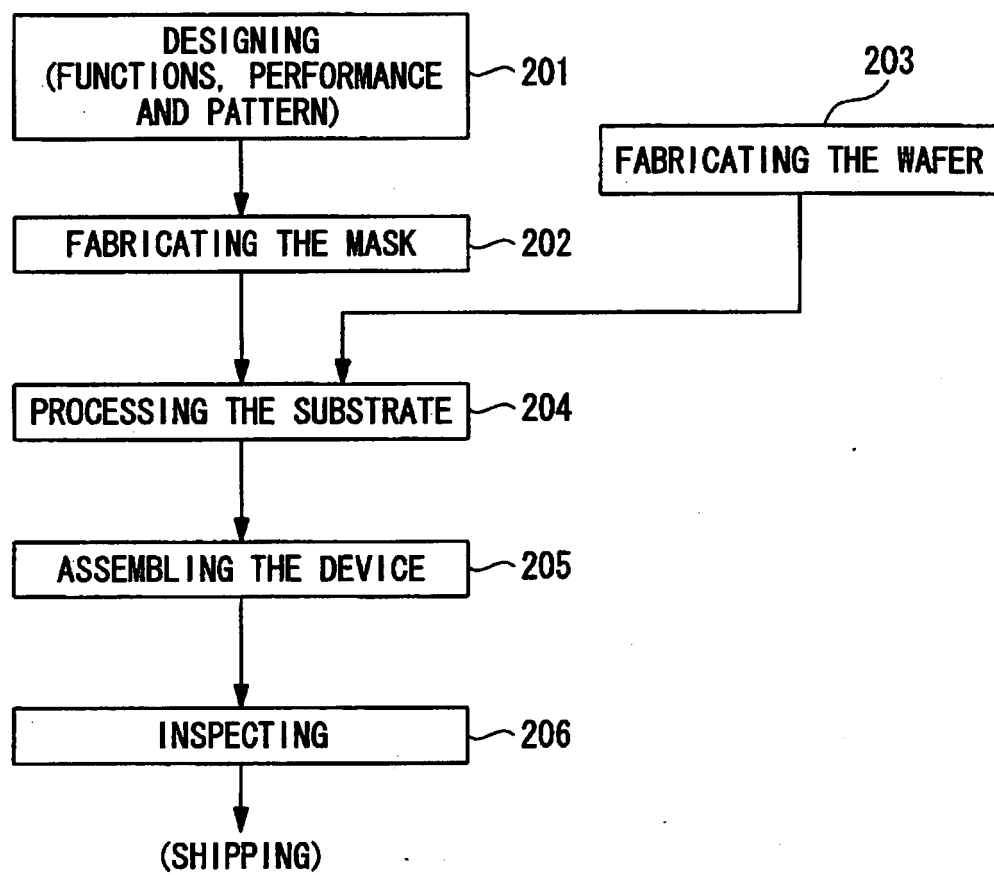 DESIGNING
(FUNCTIONS, PERFORMANCE
AND PATTERN)
201
203
FABRICATING THE WAFER
FABRICATING THE MASK
202
PROCESSING THE SUBSTRATE
204
ASSEMBLING THE DEVICE
205
INSPECTING
206
(SHIPPING)